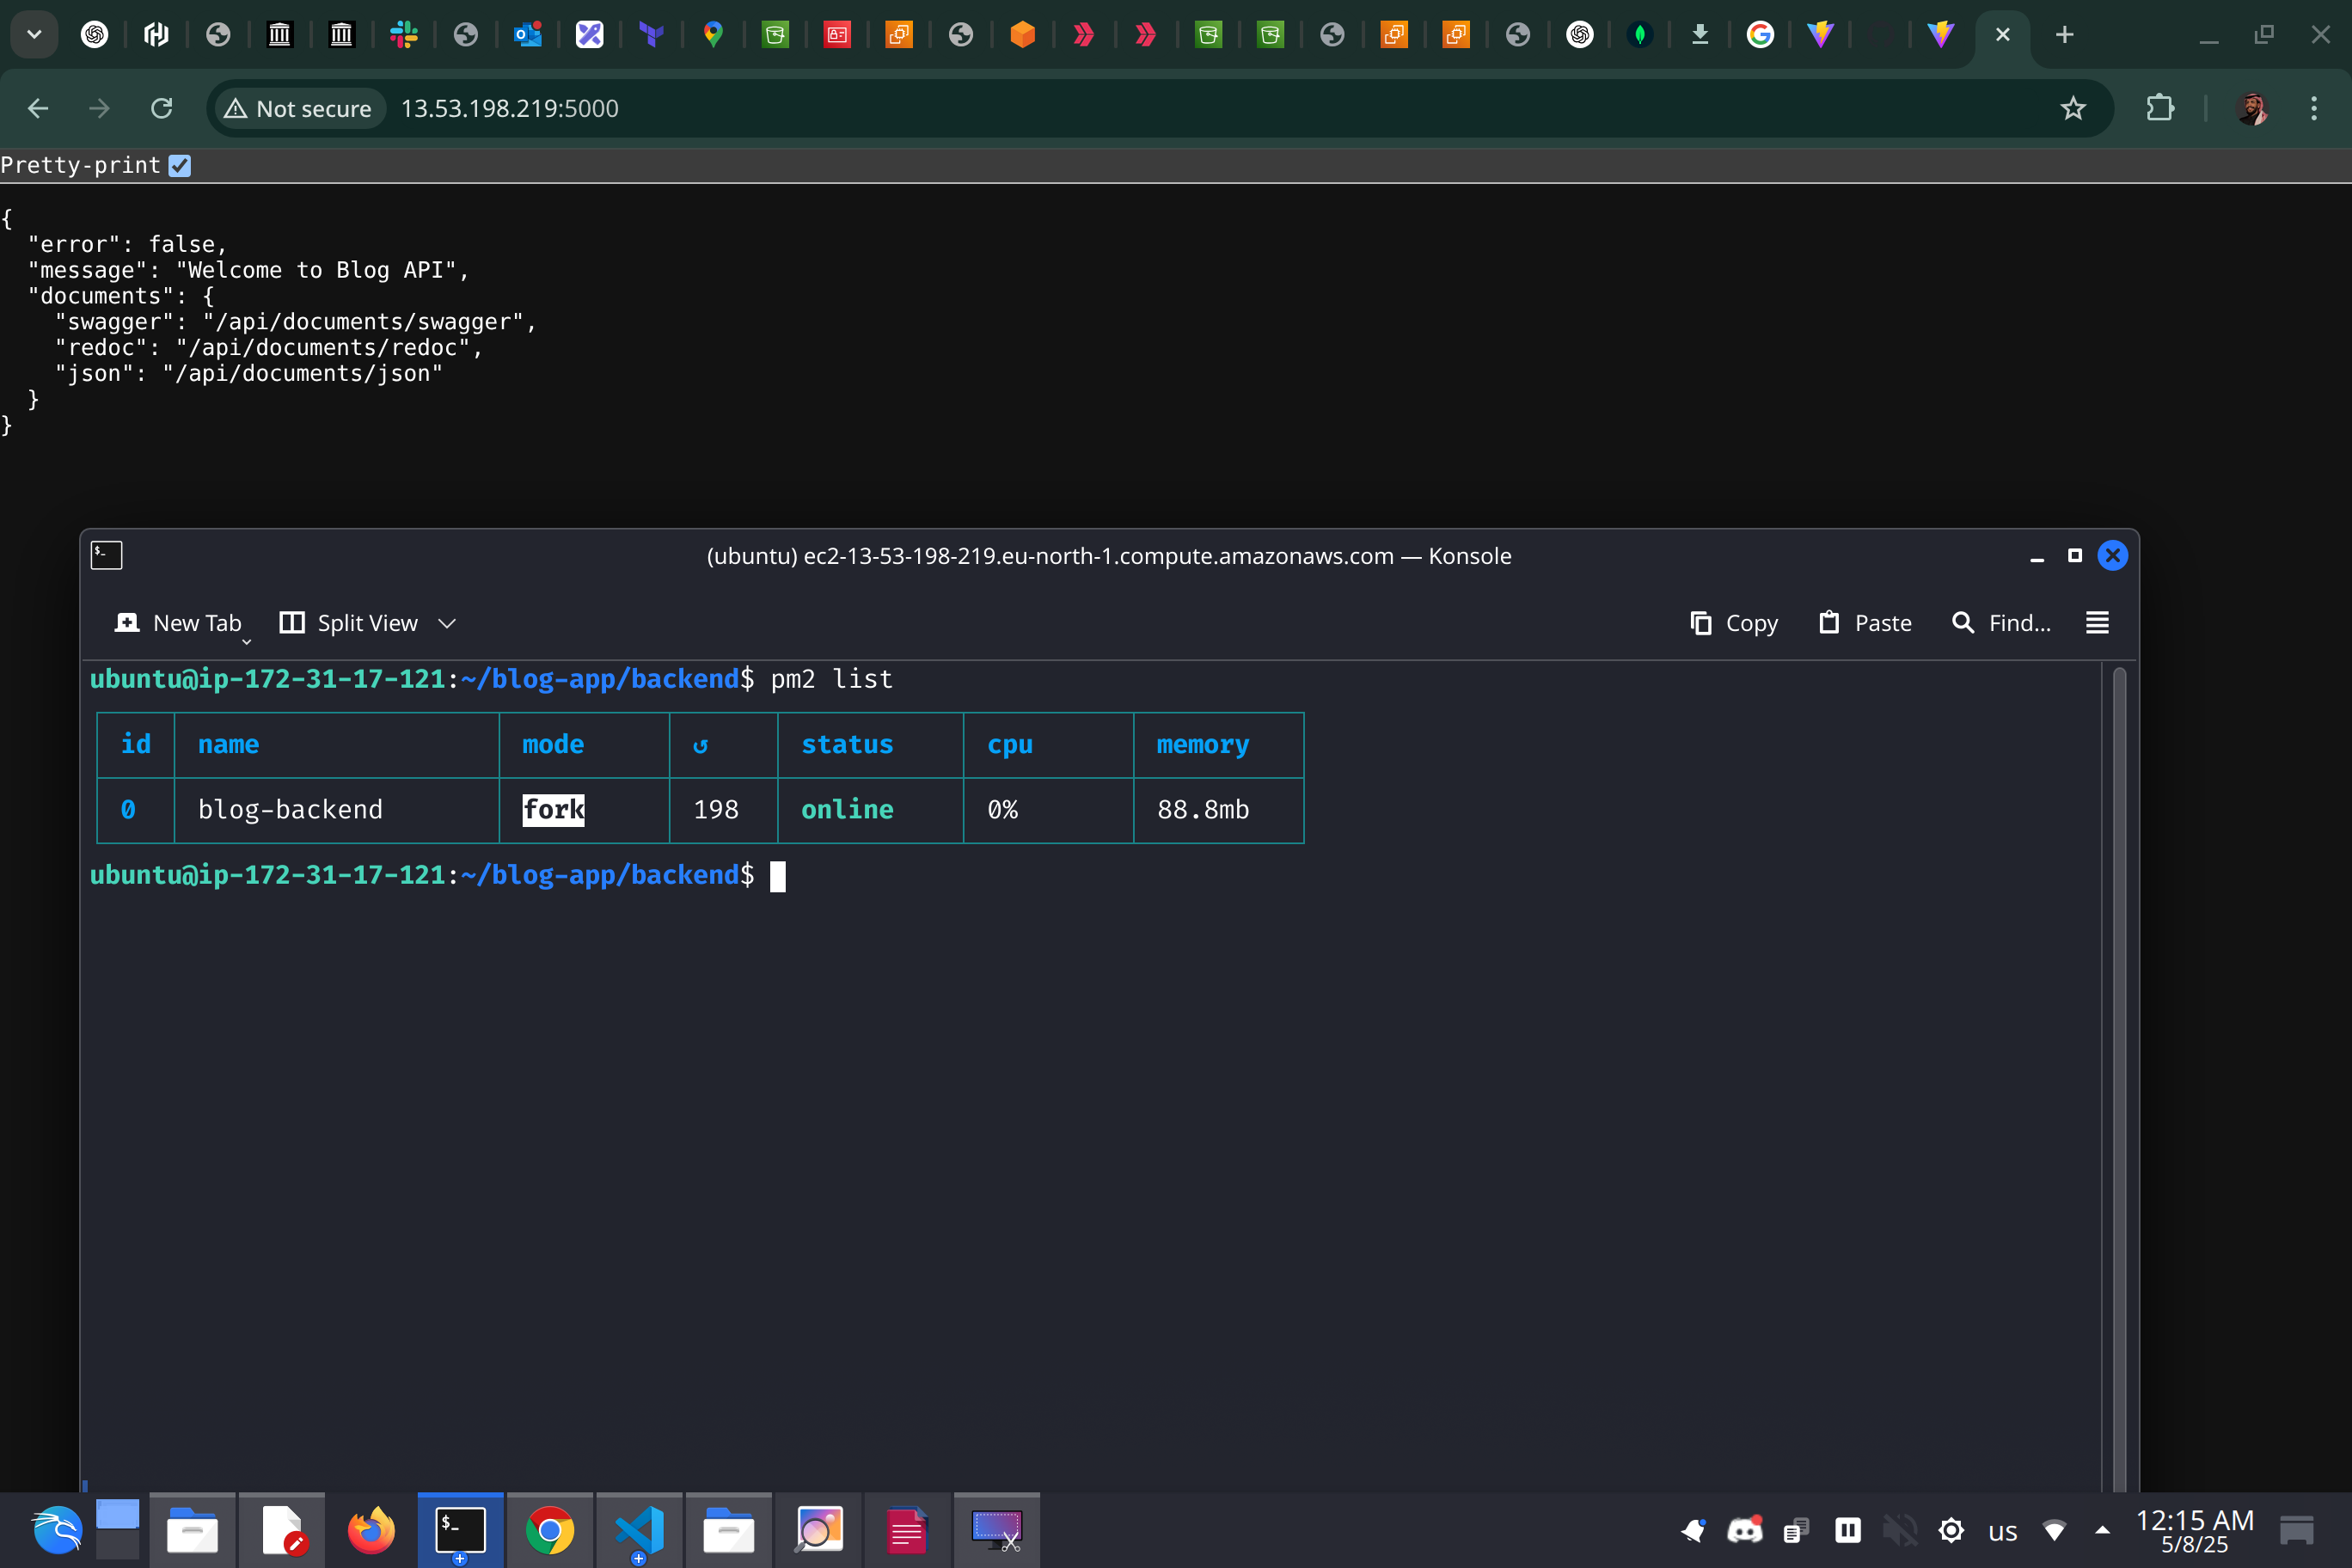 Not secure 13.53.198.219:5000
Pretty-print
{
  "error": false,
  "message": "Welcome to Blog API",
  "documents": {
    "swagger": "/api/documents/swagger",
    "redoc": "/api/documents/redoc",
    "json": "/api/documents/json"
  }
}
(ubuntu) ec2-13-53-198-219.eu-north-1.compute.amazonaws.com — Konsole
New Tab Split View Copy Paste Find...
ubuntu@ip-172-31-17-121:~/blog-app/backend$ pm2 list
id name mode ↺ status cpu memory
0 blog-backend fork 198 online 0% 88.8mb
ubuntu@ip-172-31-17-121:~/blog-app/backend$
us 12:15 AM
5/8/25